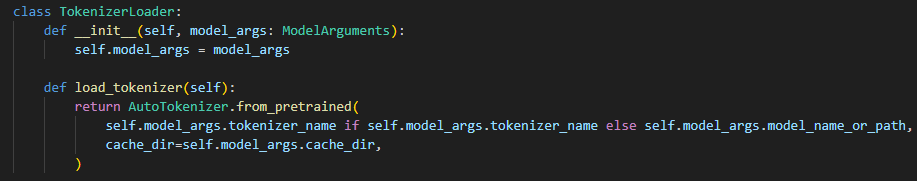 class TokenizerLoader:
    def __init__(self, model_args: ModelArguments):
        self.model_args = model_args

    def load_tokenizer(self):
        return AutoTokenizer.from_pretrained(
            self.model_args.tokenizer_name if self.model_args.tokenizer_name else self.model_args.model_name_or_path,
            cache_dir=self.model_args.cache_dir,
        )